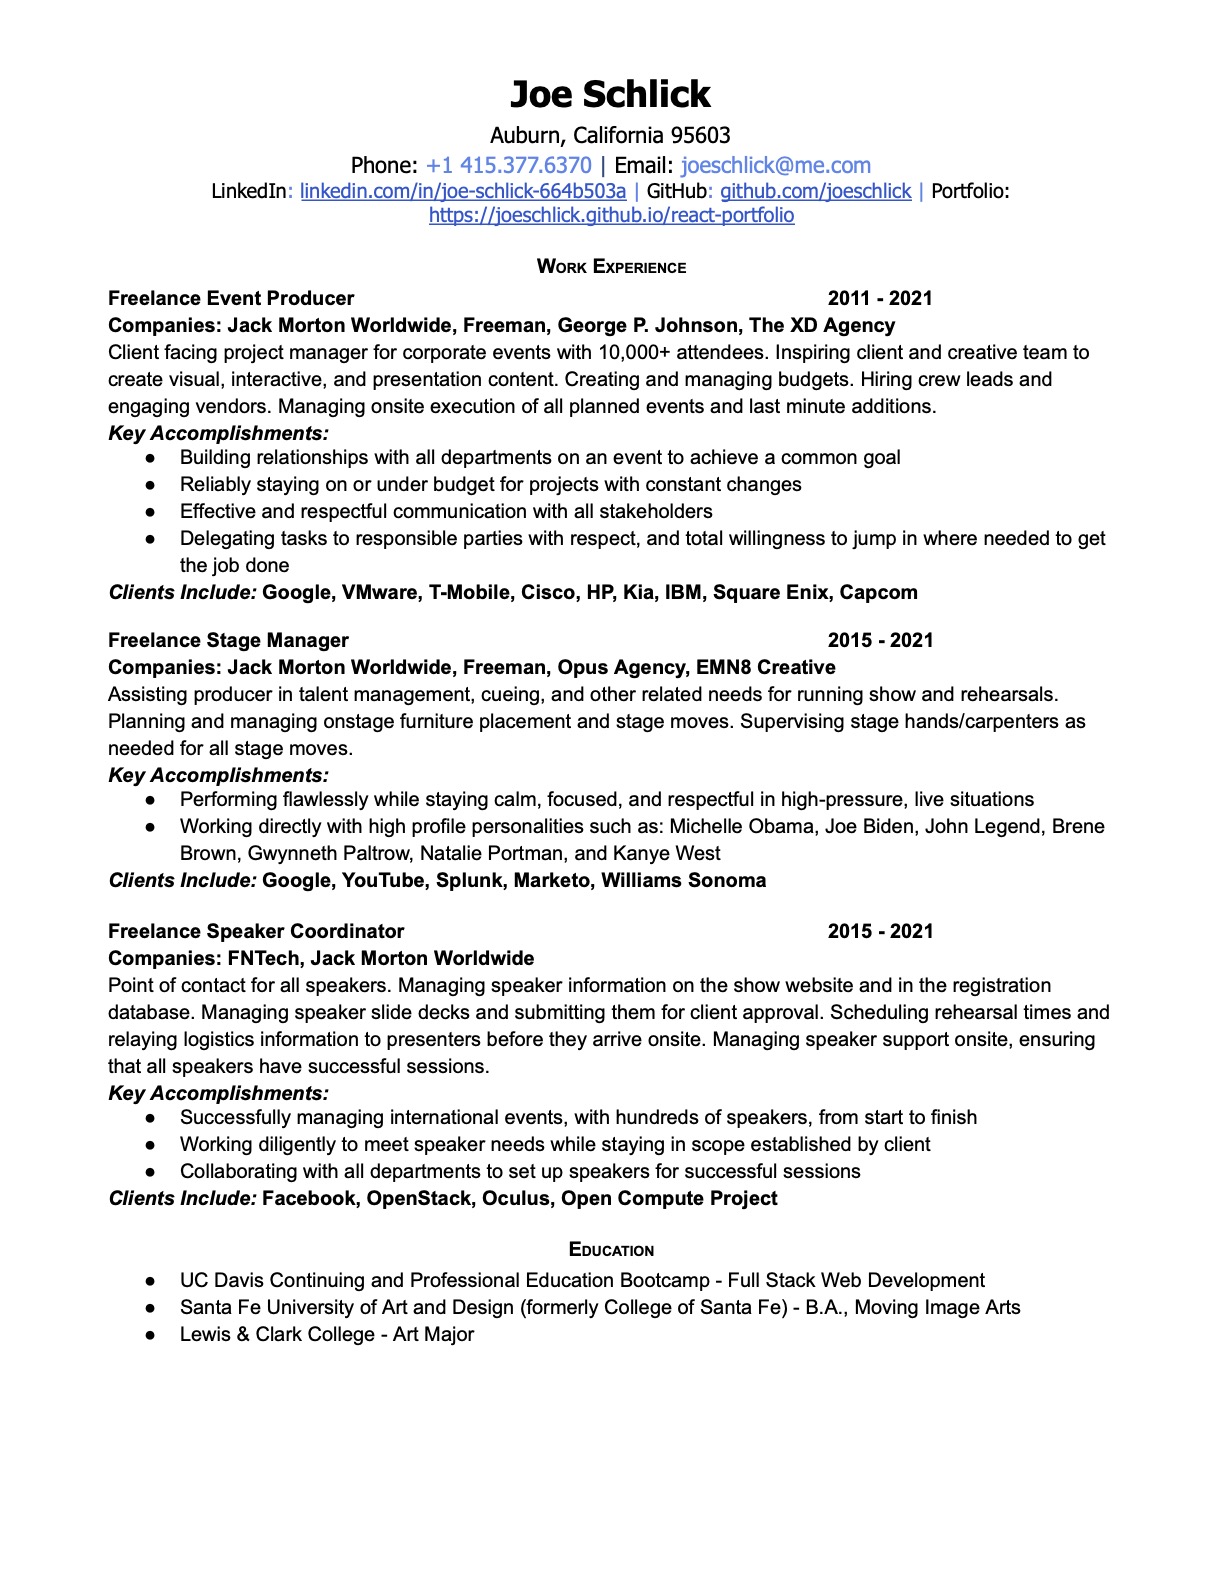 Joe Schlick
Auburn, California 95603
Phone: +1 415.377.6370 | Email: joeschlick@me.com
LinkedIn: linkedin.com/in/joe-schlick-664b503a | GitHub: github.com/joeschlick | Portfolio:
https://joeschlick.github.io/react-portfolio
Work Experience
Freelance Event Producer 2011 - 2021
Companies: Jack Morton Worldwide, Freeman, George P. Johnson, The XD Agency
Client facing project manager for corporate events with 10,000+ attendees. Inspiring client and creative team to
create visual, interactive, and presentation content. Creating and managing budgets. Hiring crew leads and
engaging vendors. Managing onsite execution of all planned events and last minute additions.
Key Accomplishments:
● Building relationships with all departments on an event to achieve a common goal
● Reliably staying on or under budget for projects with constant changes
● Effective and respectful communication with all stakeholders
● Delegating tasks to responsible parties with respect, and total willingness to jump in where needed to get
the job done
Clients Include: Google, VMware, T-Mobile, Cisco, HP, Kia, IBM, Square Enix, Capcom
Freelance Stage Manager 2015 - 2021
Companies: Jack Morton Worldwide, Freeman, Opus Agency, EMN8 Creative
Assisting producer in talent management, cueing, and other related needs for running show and rehearsals.
Planning and managing onstage furniture placement and stage moves. Supervising stage hands/carpenters as
needed for all stage moves.
Key Accomplishments:
● Performing flawlessly while staying calm, focused, and respectful in high-pressure, live situations
● Working directly with high profile personalities such as: Michelle Obama, Joe Biden, John Legend, Brene
Brown, Gwynneth Paltrow, Natalie Portman, and Kanye West
Clients Include: Google, YouTube, Splunk, Marketo, Williams Sonoma
Freelance Speaker Coordinator 2015 - 2021
Companies: FNTech, Jack Morton Worldwide
Point of contact for all speakers. Managing speaker information on the show website and in the registration
database. Managing speaker slide decks and submitting them for client approval. Scheduling rehearsal times and
relaying logistics information to presenters before they arrive onsite. Managing speaker support onsite, ensuring
that all speakers have successful sessions.
Key Accomplishments:
● Successfully managing international events, with hundreds of speakers, from start to finish
● Working diligently to meet speaker needs while staying in scope established by client
● Collaborating with all departments to set up speakers for successful sessions
Clients Include: Facebook, OpenStack, Oculus, Open Compute Project
Education
● UC Davis Continuing and Professional Education Bootcamp - Full Stack Web Development
● Santa Fe University of Art and Design (formerly College of Santa Fe) - B.A., Moving Image Arts
● Lewis & Clark College - Art Major